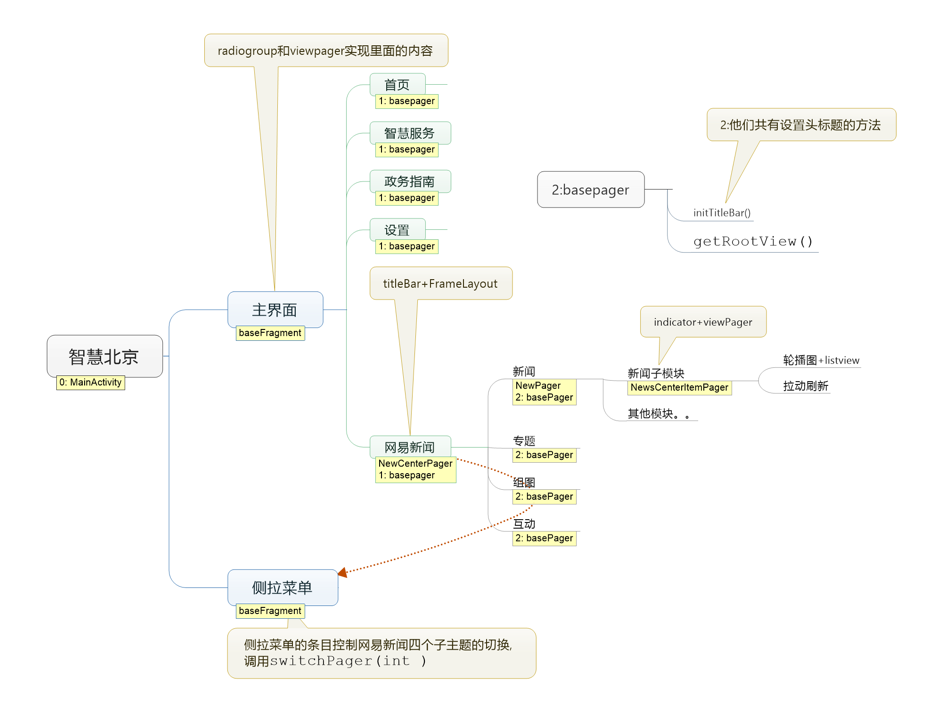 radiogroup和viewpager实现里面的内容
首页
1: basepager
智慧服务
1: basepager
政务指南
1: basepager
设置
1: basepager
2:他们共有设置头标题的方法
2:basepager
initTitleBar()
getRootView()
titleBar+FrameLayout
主界面
baseFragment
智慧北京
0: MainActivity
indicator+viewPager
新闻
NewPager
2: basePager
新闻子模块
NewsCenterItemPager
轮播图+listview
拉动刷新
其他模块。。
网易新闻
NewCenterPager
1: basepager
专题
2: basePager
组图
2: basePager
互动
2: basePager
侧拉菜单
baseFragment
侧拉菜单的条目控制网易新闻四个子主题的切换,
调用switchPager(int )